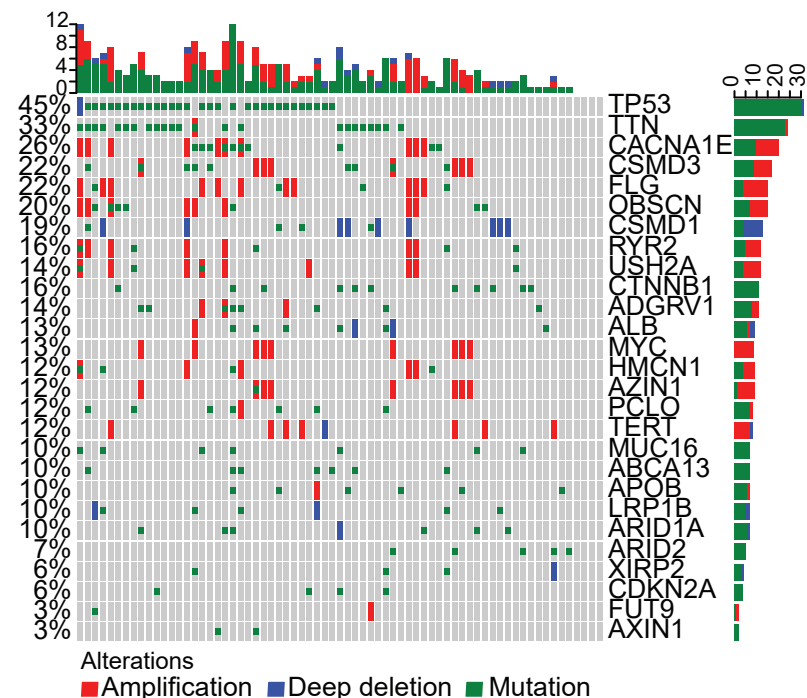 12
8
4
0
0
10
20
30
45% TP53
33% TTN
26% CACNA1E
22% CSMD3
22% FLG
20% OBSCN
19% CSMD1
16% RYR2
14% USH2A
16% CTNNB1
14% ADGRV1
13% ALB
13% MYC
12% HMCN1
12% AZIN1
12% PCLO
12% TERT
10% MUC16
10% ABCA13
10% APOB
10% LRP1B
10% ARID1A
7% ARID2
6% XIRP2
6% CDKN2A
3% FUT9
3% AXIN1
Alterations
Amplification Deep deletion Mutation